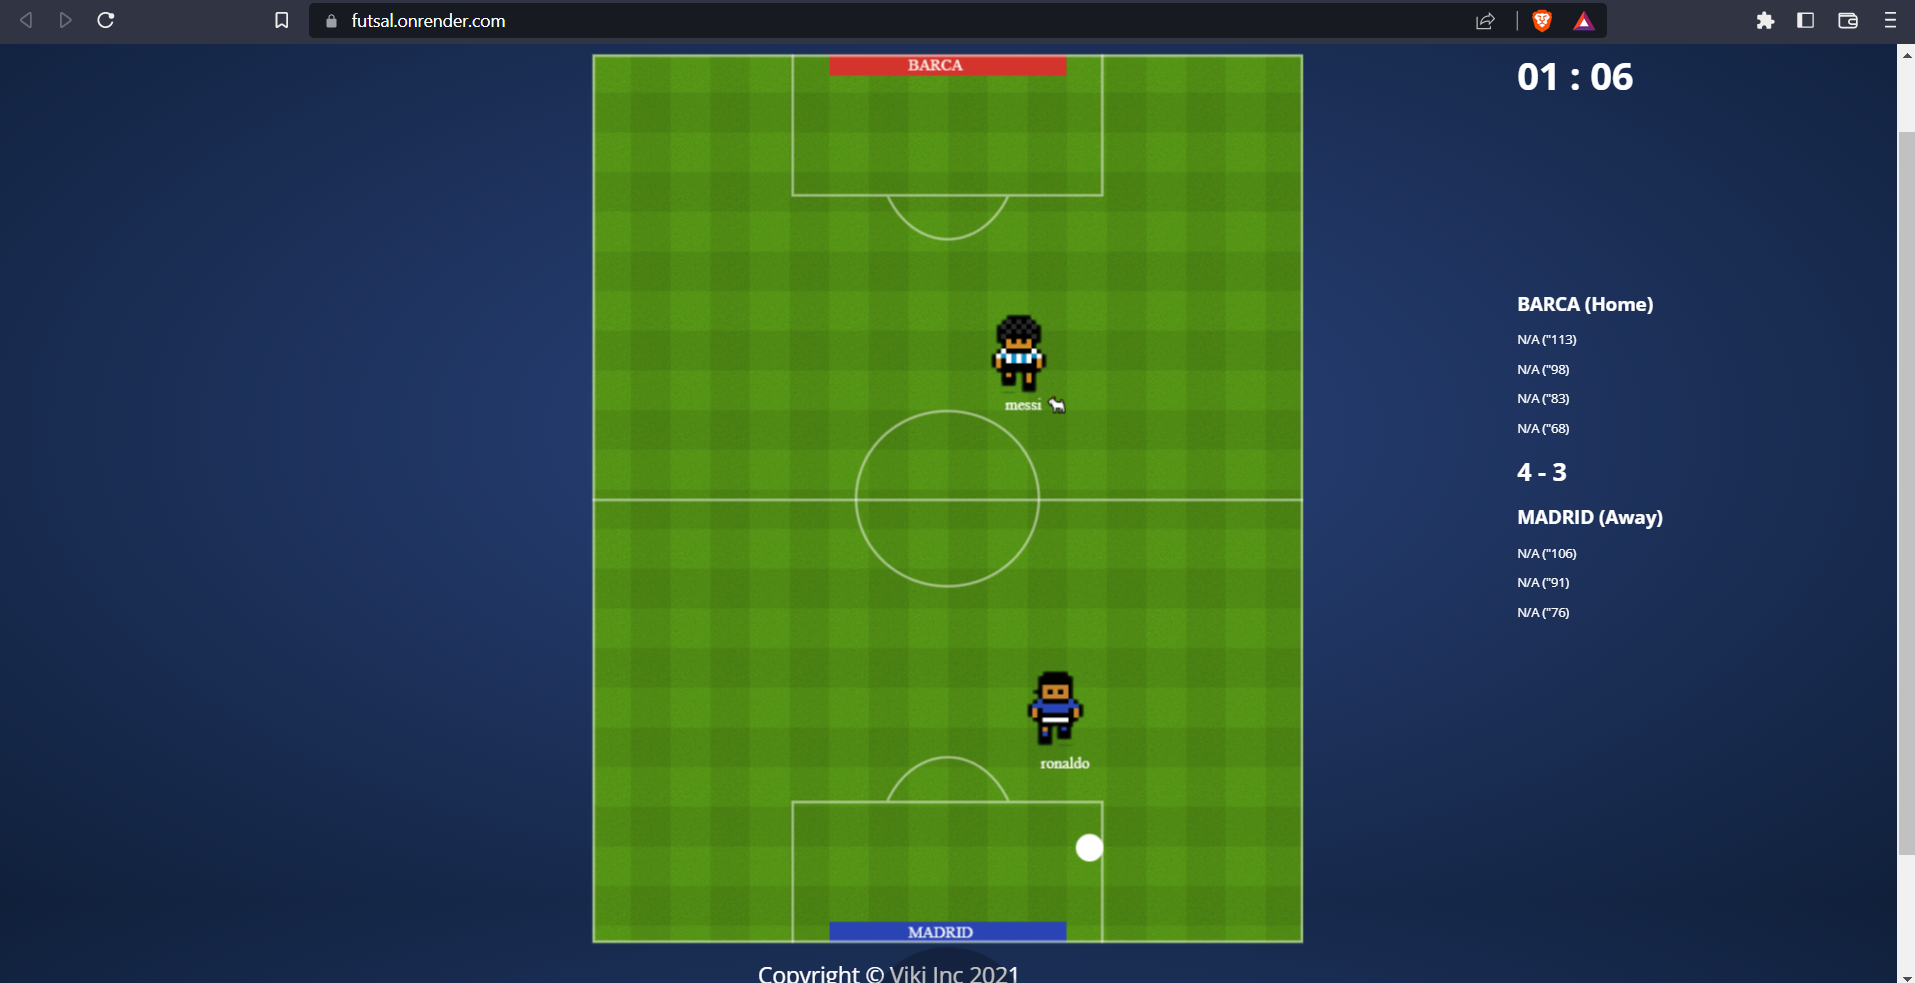 futsal.onrender.com
BARCA
01 : 06
BARCA (Home)
N/A ("113)
N/A ("98)
N/A ("83)
N/A ("68)
4 - 3
MADRID (Away)
N/A ("106)
N/A ("91)
N/A ("76)
messi
ronaldo
MADRID
Copyright © Viki Inc 2021